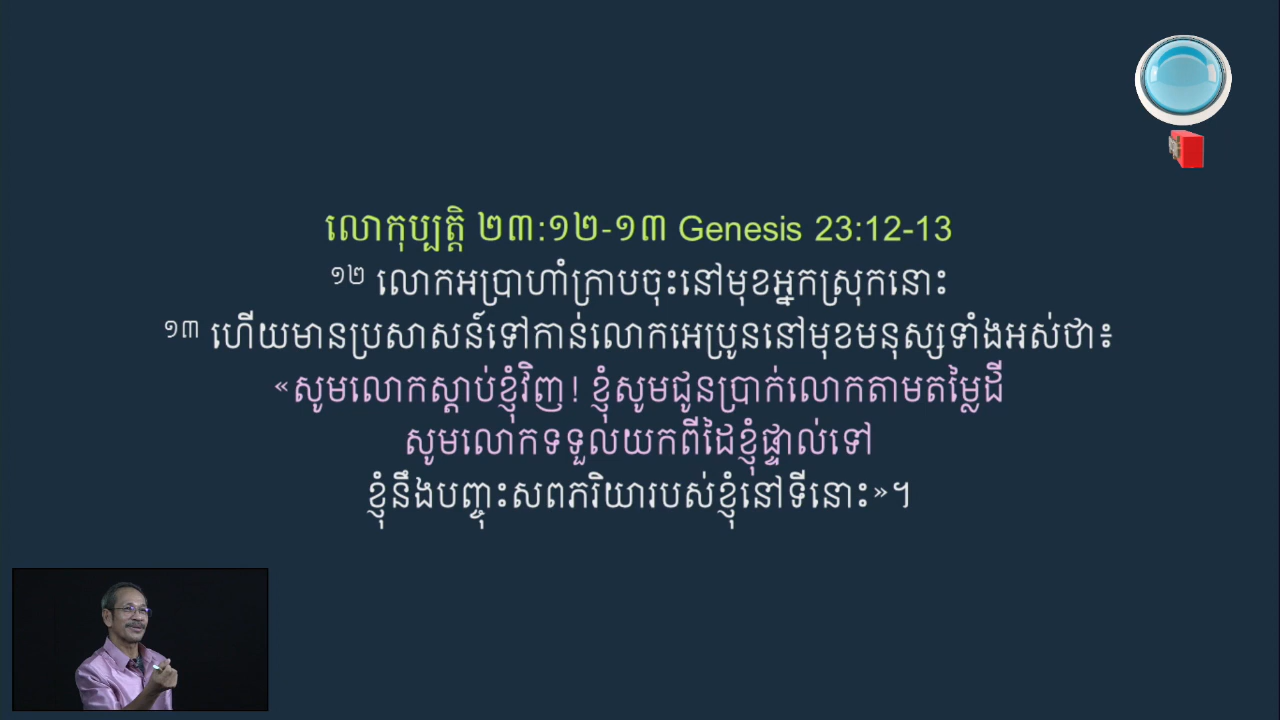 លោកុប្បត្តិ ២៣:១២-១៣ Genesis 23:12-13
១២ លោកអប្រាហាំក្រាបចុះនៅមុខអ្នកស្រុកនោះ
១៣ ហើយមានប្រសាសន៍ទៅកាន់លោកអេប្រូននៅមុខមនុស្សទាំងអស់ថា៖
«សូមលោកស្ដាប់ខ្ញុំវិញ! ខ្ញុំសូមជូនប្រាក់លោកតាមតម្លៃដី
សូមលោកទទួលយកពីដៃខ្ញុំផ្ទាល់ទៅ
ខ្ញុំនឹងបញ្ចុះសពភរិយារបស់ខ្ញុំនៅទីនោះ»។